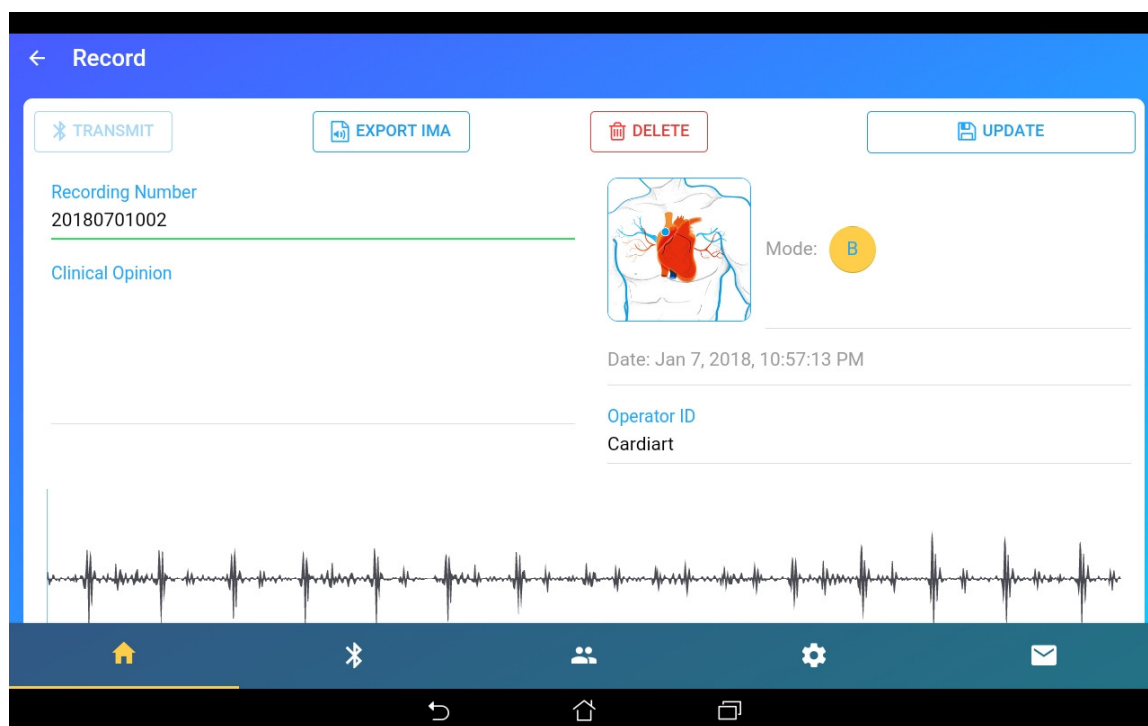 Record
TRANSMIT
EXPORT IMA
DELETE
UPDATE
Recording Number
20180701002
Clinical Opinion
Mode: B
Date: Jan 7, 2018, 10:57:13 PM
Operator ID
Cardiart